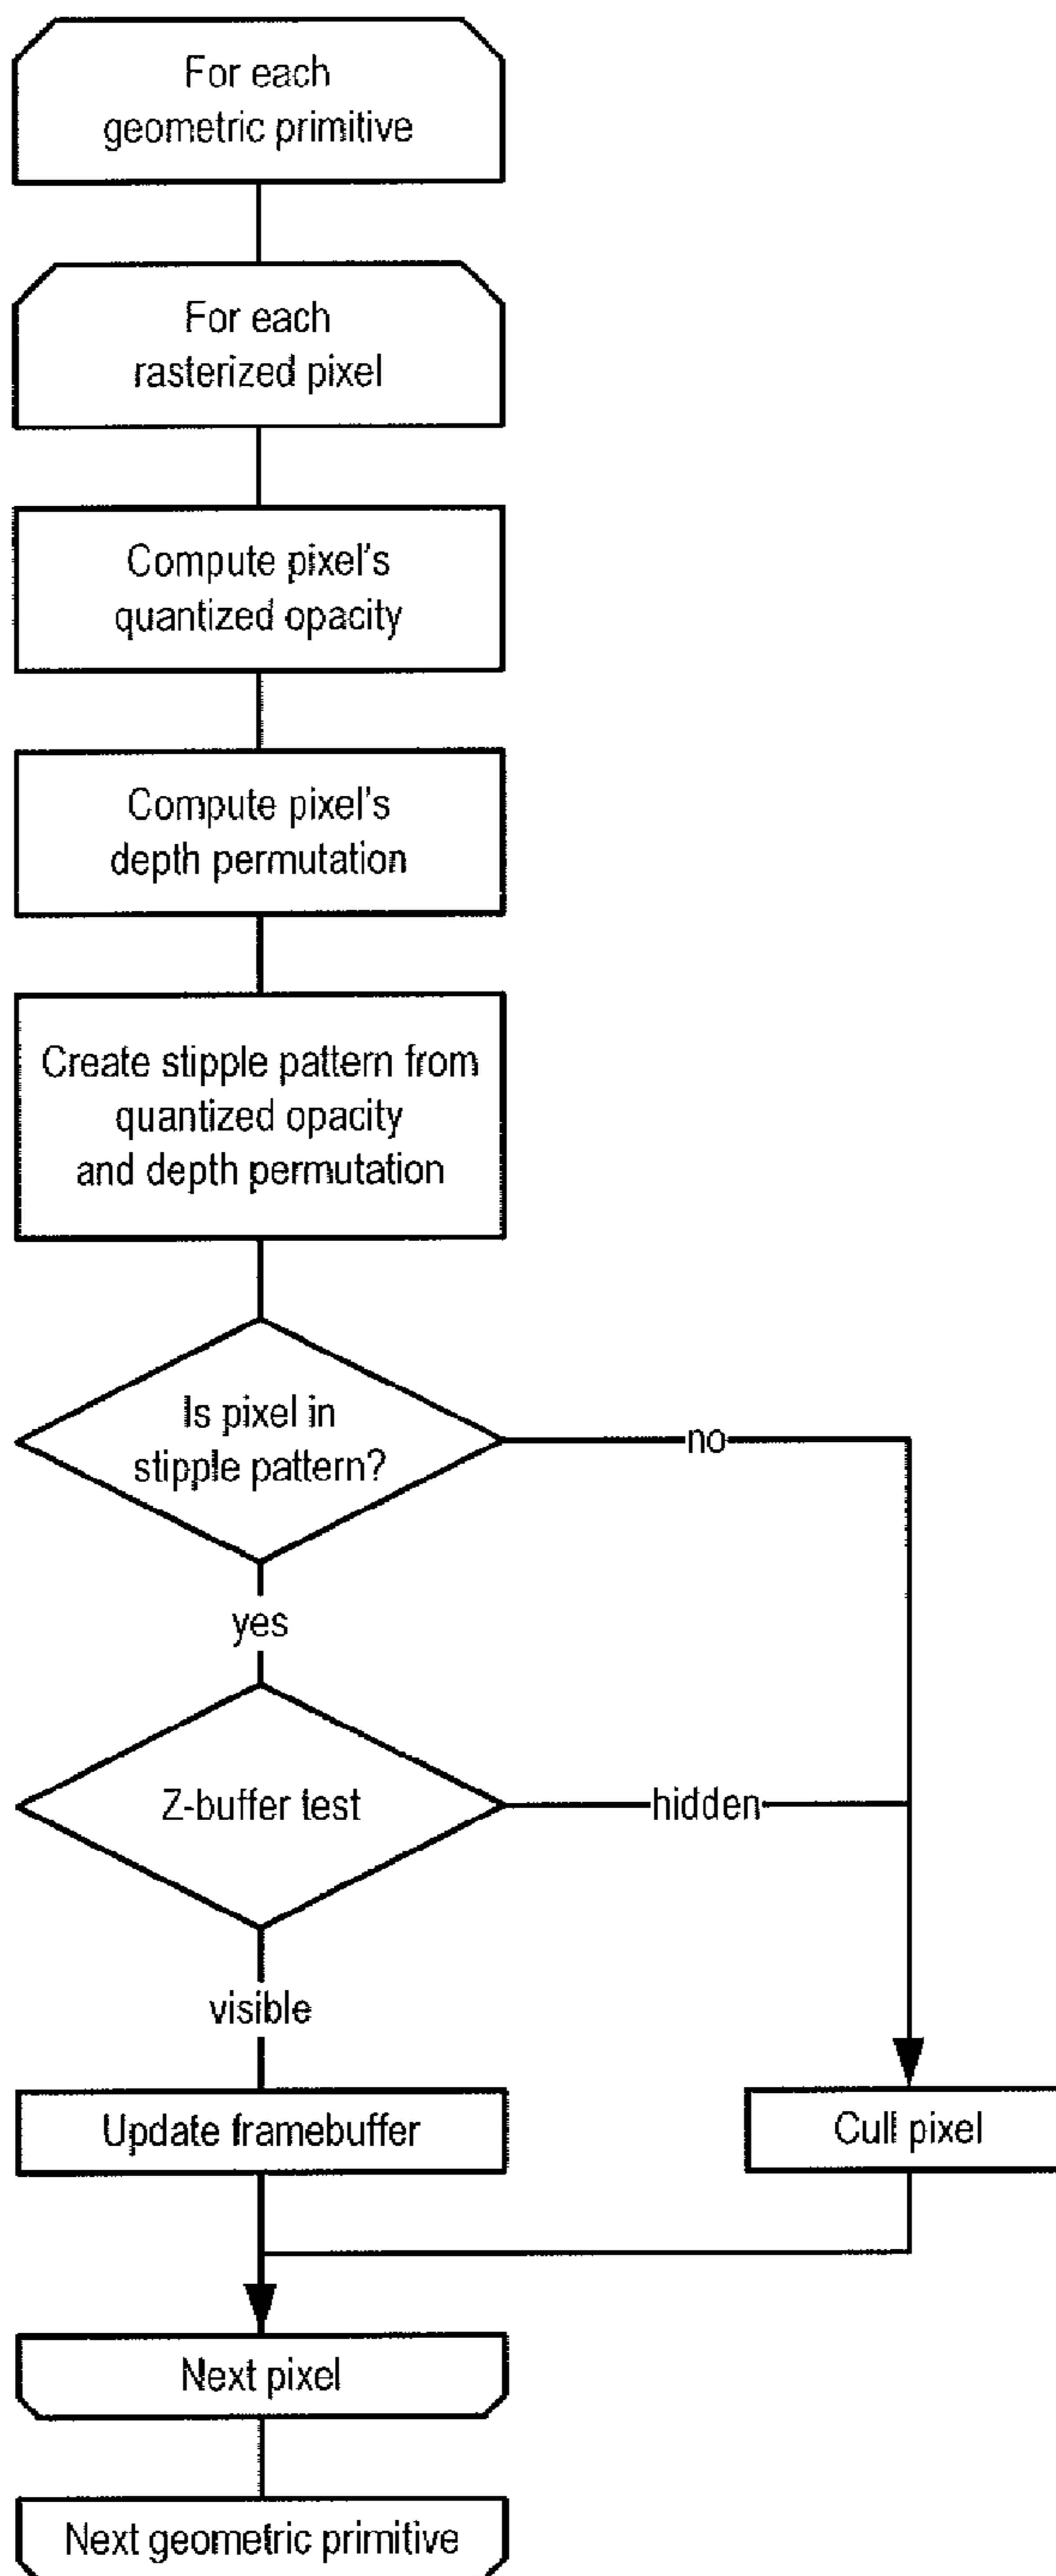 For each
geometric primitive
For each
rasterized pixel
Compute pixel's
quantized opacity
Compute pixel's
depth permutation
Create stipple pattern from
quantized opacity
and depth permutation
Is pixel in
stipple pattern?
no
yes
Z-buffer test
hidden
visible
Update framebuffer
Cull pixel
Next pixel
Next geometric primitive